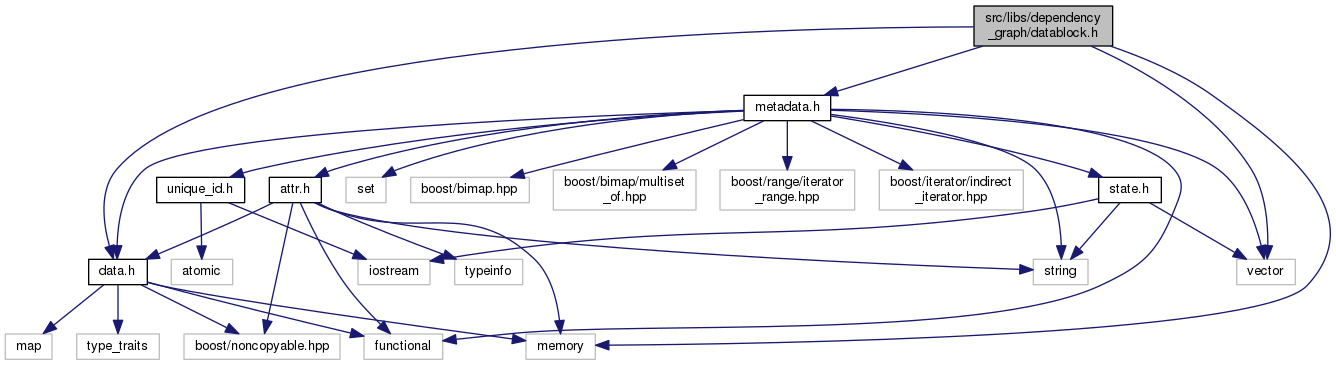 src/libs/dependency
_graph/datablock.h
metadata.h
unique_id.h
attr.h
set
boost/bimap.hpp
boost/bimap/multiset
_of.hpp
boost/range/iterator
_range.hpp
boost/iterator/indirect
_iterator.hpp
state.h
data.h
atomic
iostream
typeinfo
string
vector
map
type_traits
boost/noncopyable.hpp
functional
memory